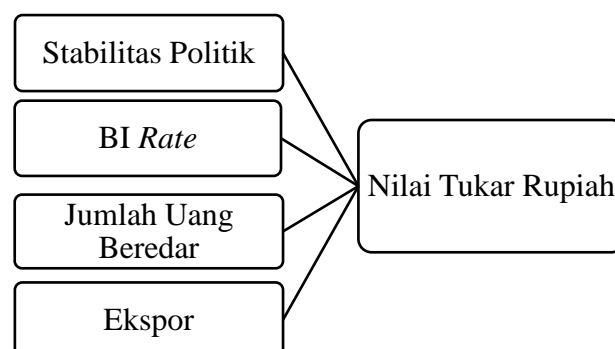 Stabilitas Politik
BI Rate
Jumlah Uang
Beredar
Ekspor
Nilai Tukar Rupiah